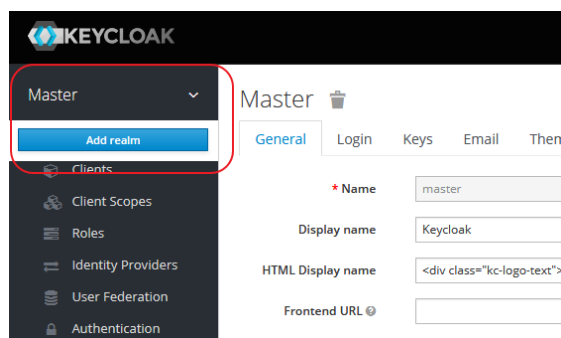 KEYCLOAK
Master
Add realm
Clients
Client Scopes
Roles
Identity Providers
User Federation
Authentication
Master
General Login Keys Email
* Name master
Display name Keycloak
HTML Display name <div class="kc-logo-text">
Frontend URL